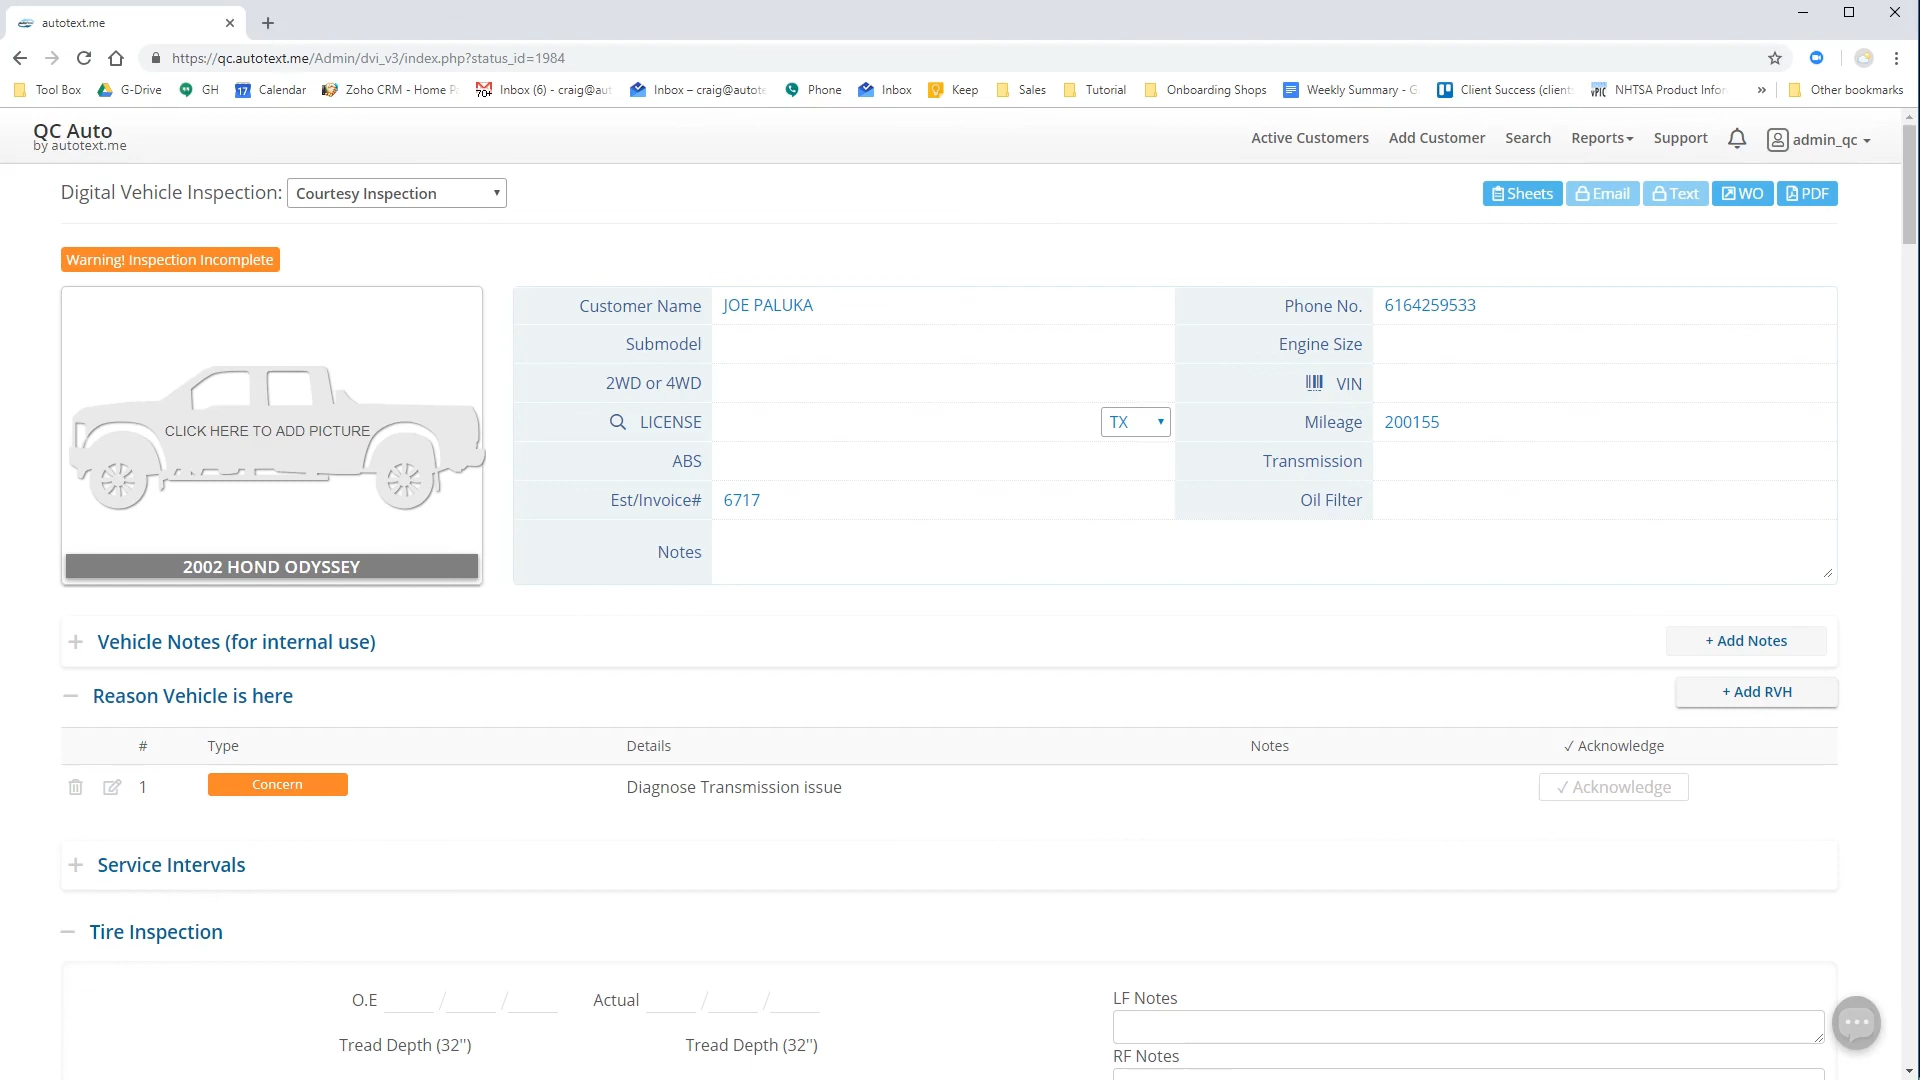 autotext.me
https://qc.autotext.me/Admin/dvi_v3/index.php?status_id=1984
Tool Box G-Drive GH Calendar Zoho CRM - Home P Inbox (6) - craig@aut Inbox – craig@autote Phone Inbox Keep Sales Tutorial Onboarding Shops Weekly Summary - G Client Success (client NHTSA Product Infor » Other bookmarks
QC Auto
by autotext.me
Active Customers Add Customer Search Reports Support admin_qc
Digital Vehicle Inspection: Courtesy Inspection
Sheets Email Text WO PDF
Warning! Inspection Incomplete
CLICK HERE TO ADD PICTURE
2002 HOND ODYSSEY
Customer Name JOE PALUKA Phone No. 6164259533
Submodel Engine Size
2WD or 4WD VIN
LICENSE TX Mileage 200155
ABS Transmission
Est/Invoice# 6717 Oil Filter
Notes
+ Vehicle Notes (for internal use) + Add Notes
− Reason Vehicle is here + Add RVH
# Type Details Notes ✓ Acknowledge
1 Concern Diagnose Transmission issue ✓ Acknowledge
+ Service Intervals
− Tire Inspection
O.E / / Actual / / LF Notes
Tread Depth (32'') Tread Depth (32'')
RF Notes